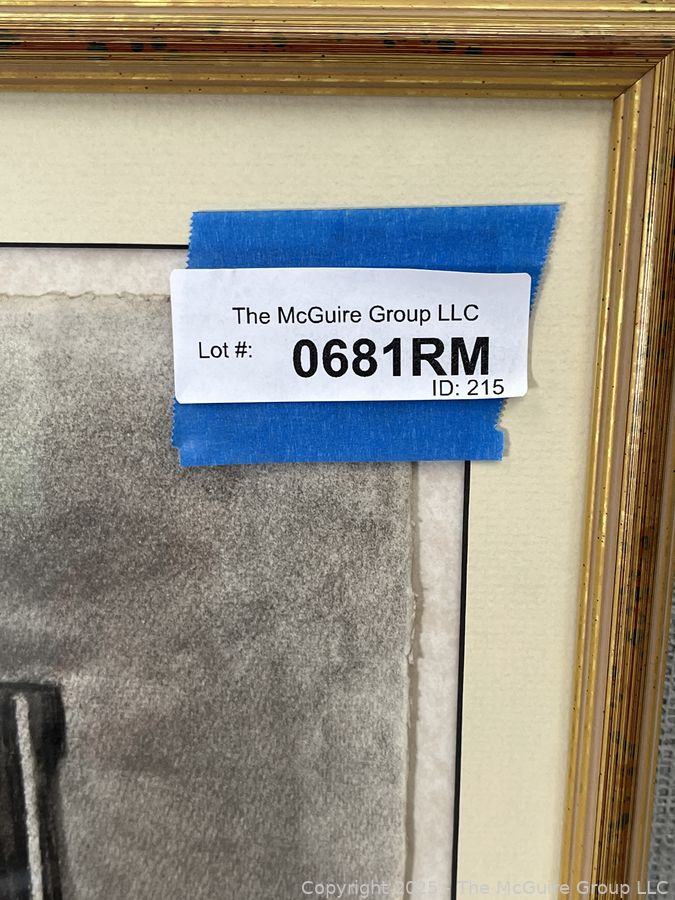 The McGuire Group LLC
Lot #: 0681RM
ID: 215
Copyright 2025 - The McGuire Group LLC